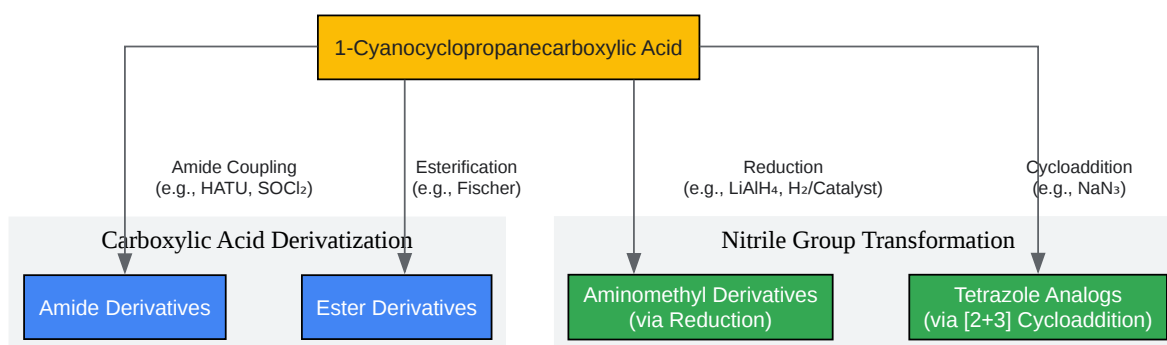 1-Cyanocyclopropanecarboxylic Acid
Amide Coupling
(e.g., HATU, SOCl₂)
Esterification
(e.g., Fischer)
Reduction
(e.g., LiAlH₄, H₂/Catalyst)
Cycloaddition
(e.g., NaN₃)
Carboxylic Acid Derivatization
Nitrile Group Transformation
Amide Derivatives
Ester Derivatives
Aminomethyl Derivatives
(via Reduction)
Tetrazole Analogs
(via [2+3] Cycloaddition)